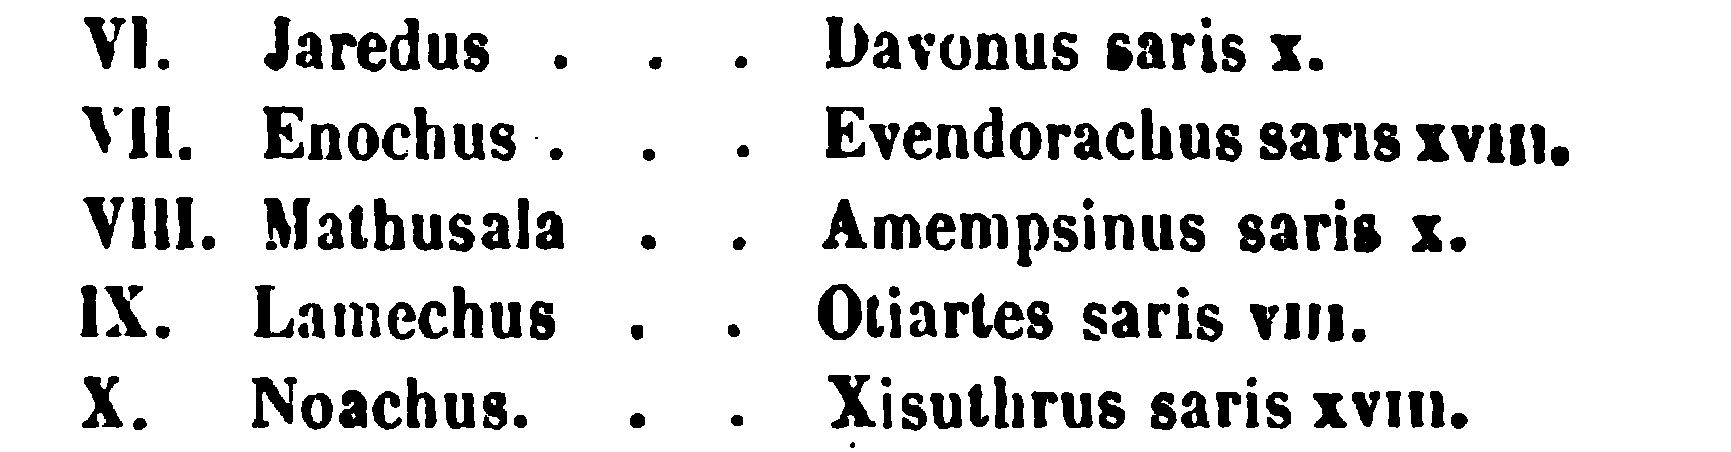 VI. Jaredus . . . Davonus saris x.
VII. Enochus . . . Evendorachus saris xviii.
VIII. Mathusala . . Amempsinus saris x.
IX. Lamechus . . Otiartes saris viii.
X. Noachus. . . Xisuthrus saris xviii.